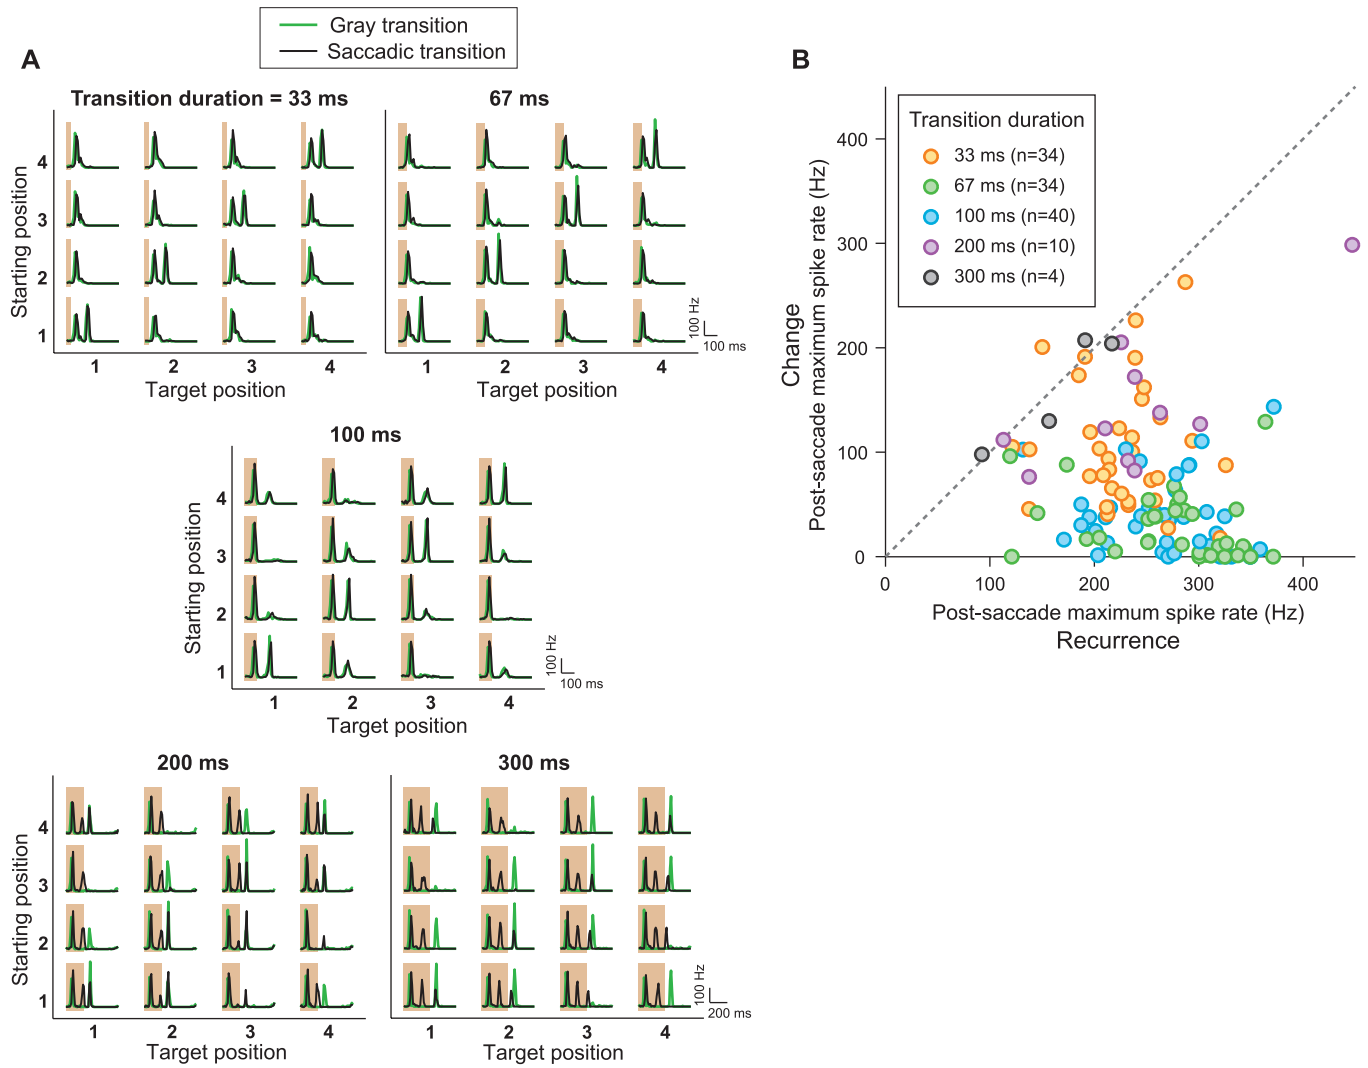 Gray transition
Saccadic transition
A
Transition duration = 33 ms
67 ms
Starting position
4
3
2
1
100 Hz
100 ms
1 2 3 4
1 2 3 4
Target position
Target position
100 ms
Starting position
4
3
2
1
100 Hz
100 ms
1 2 3 4
Target position
200 ms
300 ms
Starting position
4
3
2
1
100 Hz
200 ms
1 2 3 4
1 2 3 4
Target position
Target position
B
Change
Post-saccade maximum spike rate (Hz)
400
300
200
100
0
Transition duration
33 ms (n=34)
67 ms (n=34)
100 ms (n=40)
200 ms (n=10)
300 ms (n=4)
0 100 200 300 400
Post-saccade maximum spike rate (Hz)
Recurrence